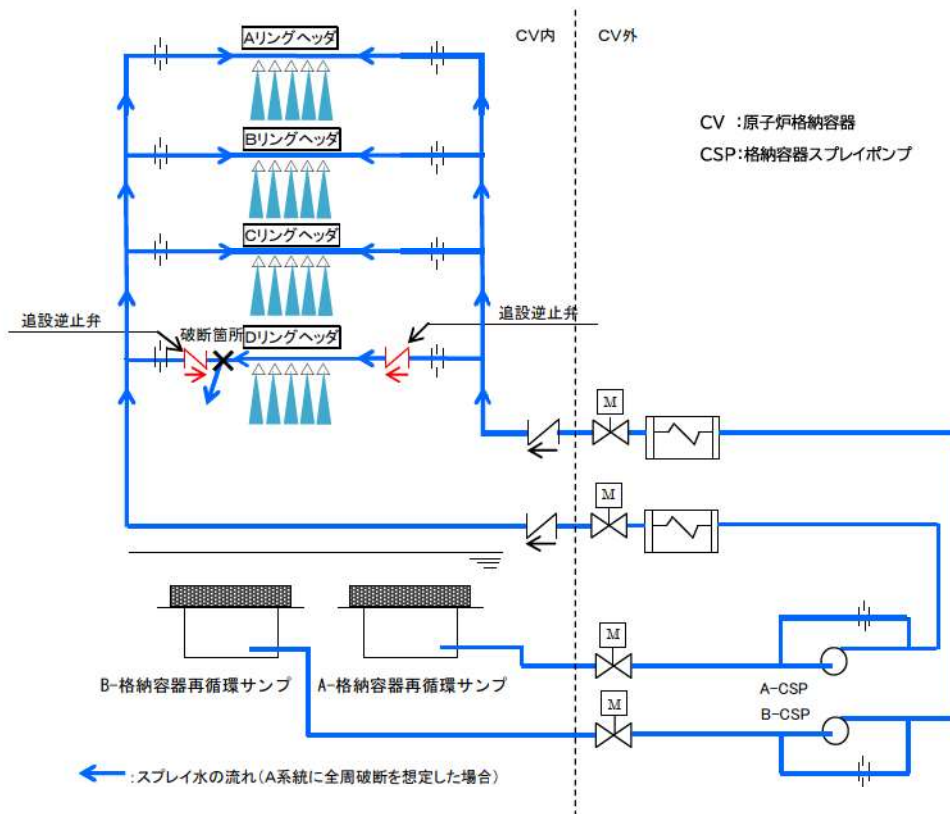 Aリングヘッダ
CV内
CV外
CV :原子炉格納容器
CSP:格納容器スプレイポンプ
Bリングヘッダ
Cリングヘッダ
追設逆止弁
破断箇所
Dリングヘッダ
追設逆止弁
M
M
M
M
B-格納容器再循環サンプ
A-格納容器再循環サンプ
A-CSP
B-CSP
:スプレイ水の流れ(A系統に全周破断を想定した場合)